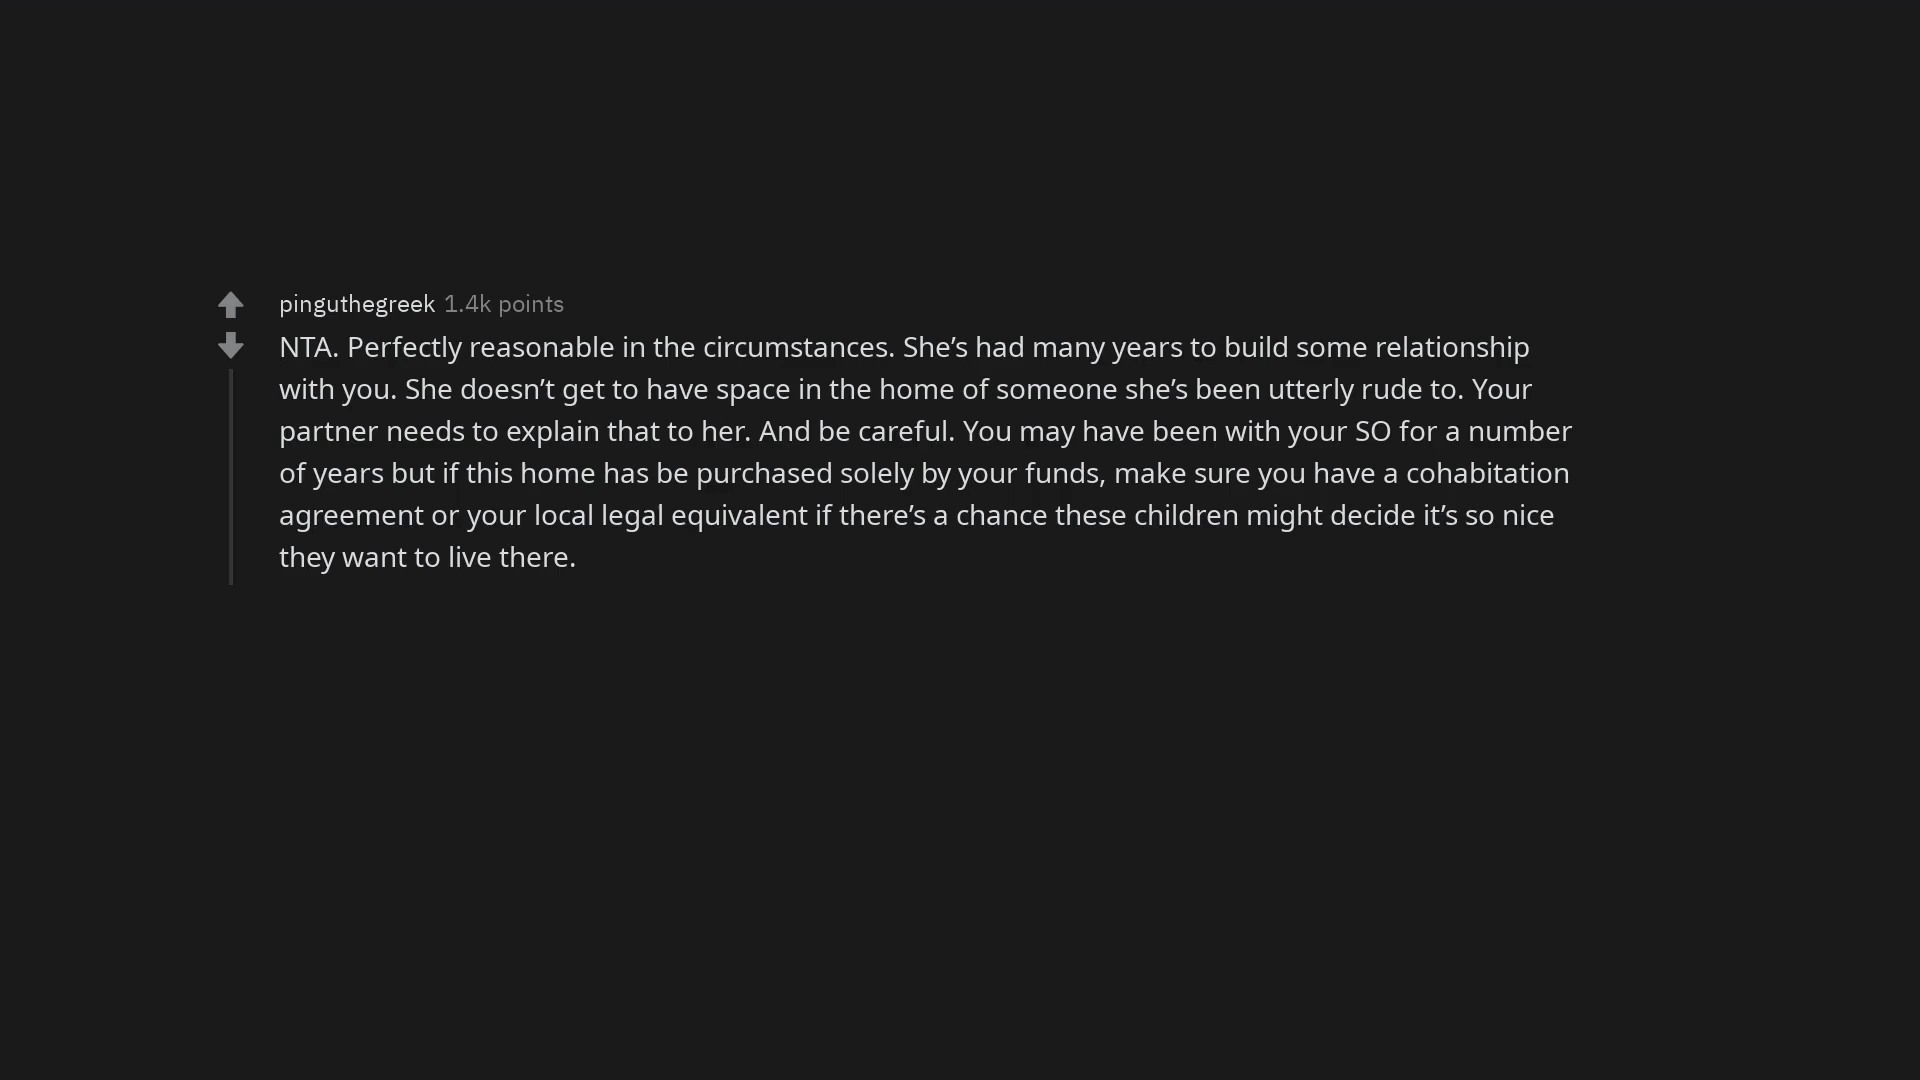 pinguthegreek 1.4k points
NTA. Perfectly reasonable in the circumstances. She’s had many years to build some relationship
with you. She doesn’t get to have space in the home of someone she’s been utterly rude to. Your
partner needs to explain that to her. And be careful. You may have been with your SO for a number
of years but if this home has be purchased solely by your funds, make sure you have a cohabitation
agreement or your local legal equivalent if there’s a chance these children might decide it’s so nice
they want to live there.